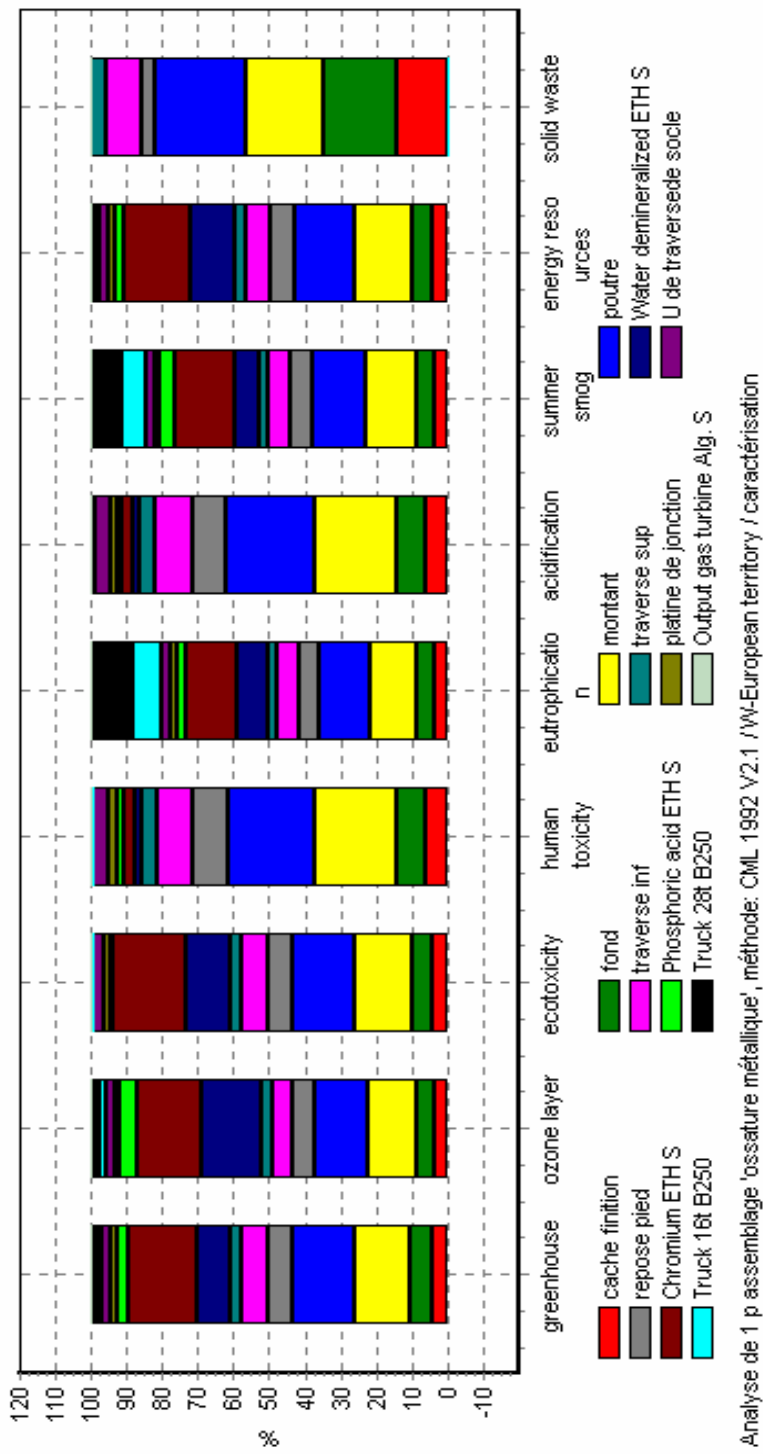 120
110
100
90
80
70
60
50
40
30
20
10
0
-10
%
greenhouse
ozone layer
ecotoxicity
human
toxicity
eutrophicatio
n
acidification
summer
smog
energy reso
urces
solid waste
cache finition
fond
montant
poutre
repose pied
traverse inf
traverse sup
Water demineralized ETH S
Chromium ETH S
Phosphoric acid ETH S
platine de jonction
U de traversede socle
Truck 16t B250
Truck 28t B250
Output gas turbine Alg. S
Analyse de 1 p assemblage 'ossature métallique', méthode: CML 1992 V2.1 / W-European territory / caractérisation